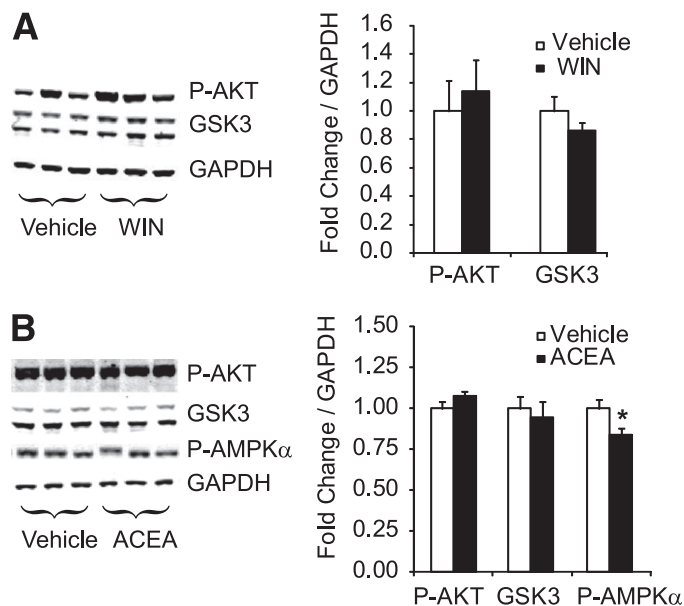 A
P-AKT
GSK3
GAPDH
Vehicle WIN
Fold Change / GAPDH
1.6
1.4
1.2
1.0
0.8
0.6
0.4
0.2
0.0
Vehicle
WIN
P-AKT GSK3
B
P-AKT
GSK3
P-AMPKα
GAPDH
Vehicle ACEA
Fold Change / GAPDH
1.50
1.25
1.00
0.75
0.50
0.25
0.00
Vehicle
ACEA
*
P-AKT GSK3 P-AMPKα